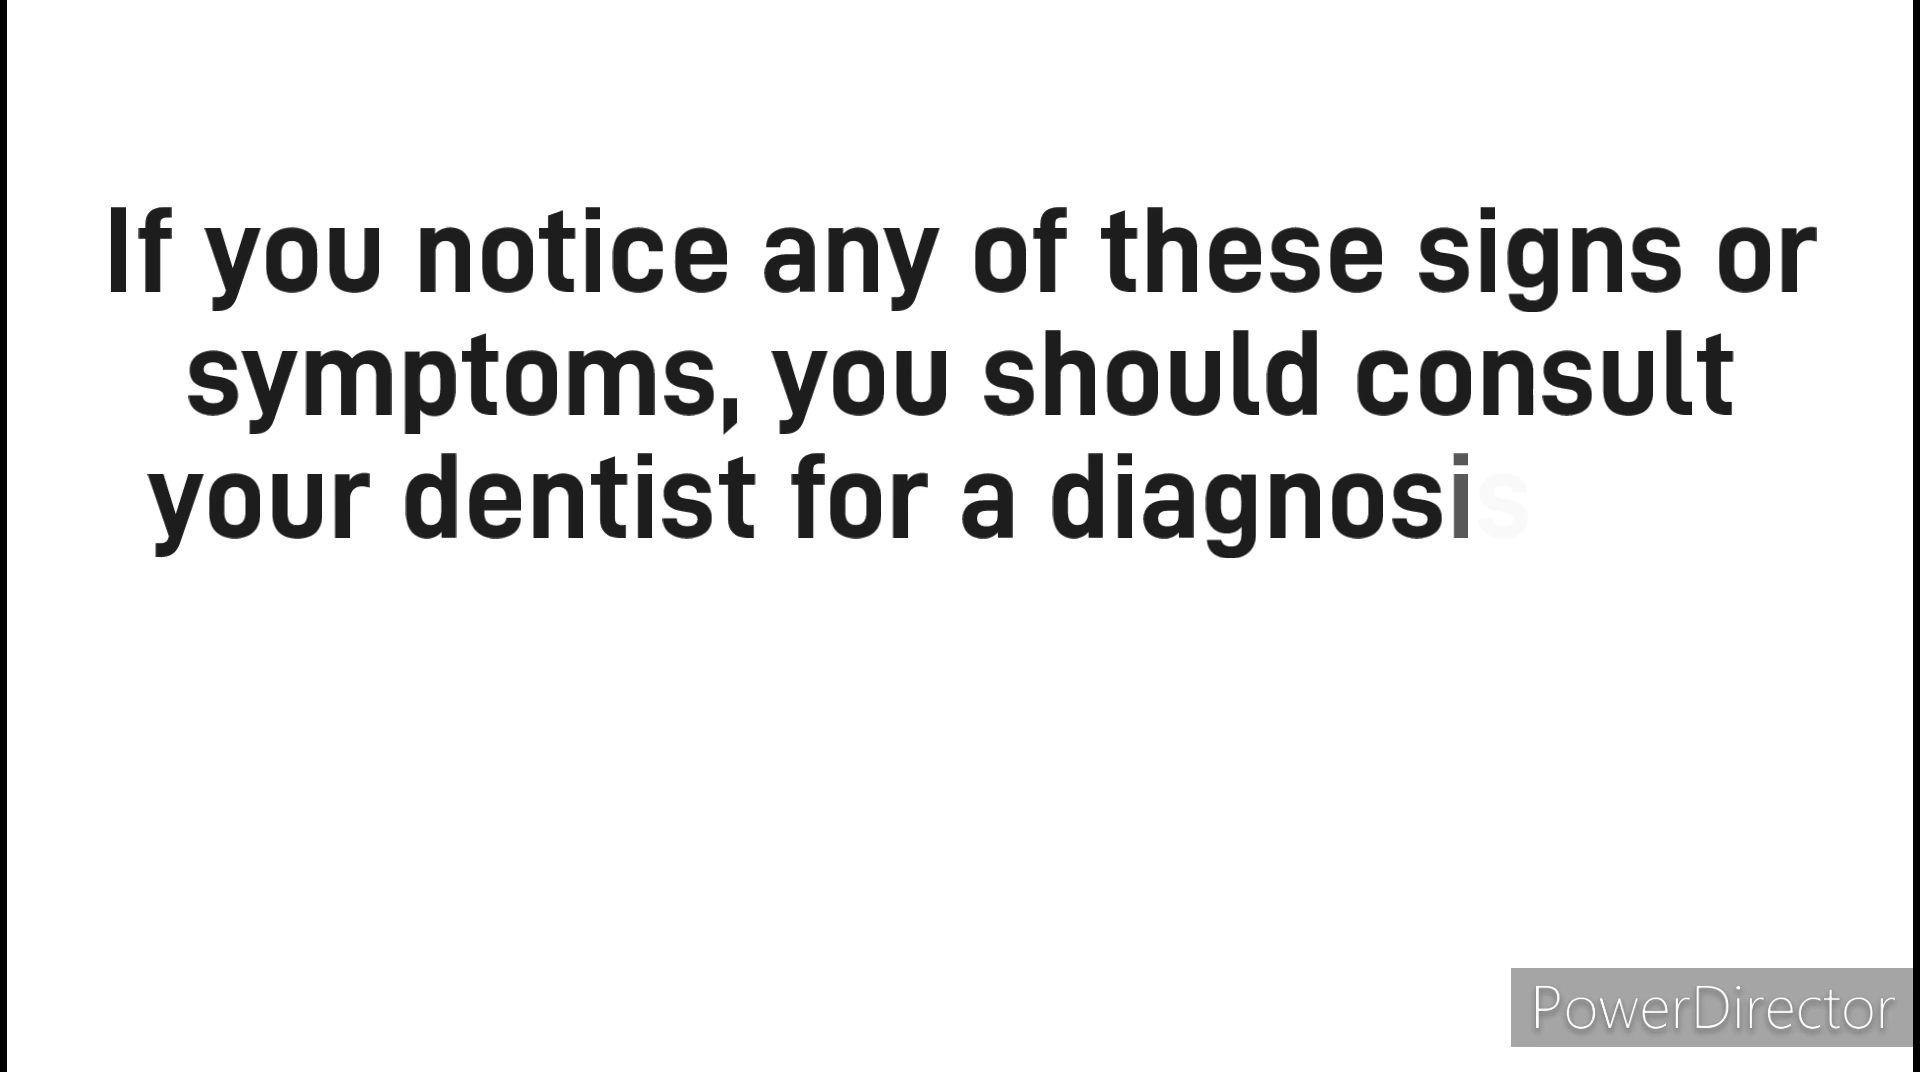 If you notice any of these signs or
symptoms, you should consult
your dentist for a diagnosis
PowerDirector